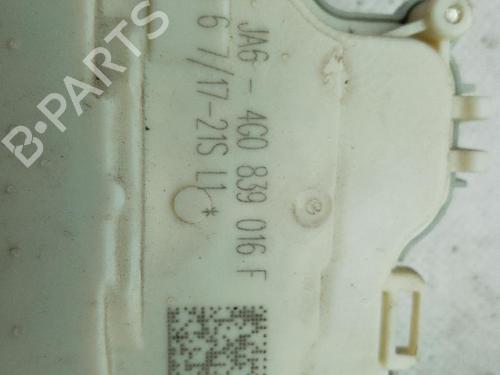 JA6 - 4G0 839 016 F
6 7/17-21S L1 *
B-PARTS